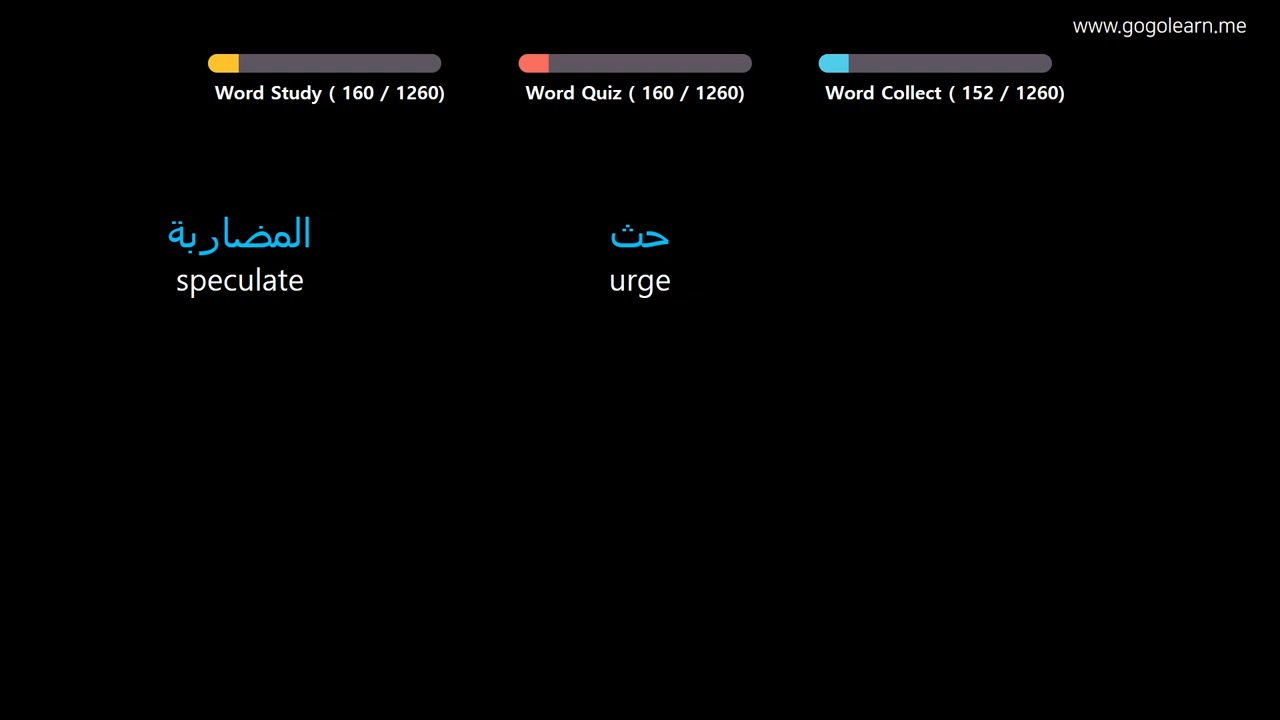 www.gogolearn.me
Word Study ( 160 / 1260)
Word Quiz ( 160 / 1260)
Word Collect ( 152 / 1260)
المضاربة
speculate
حث
urge